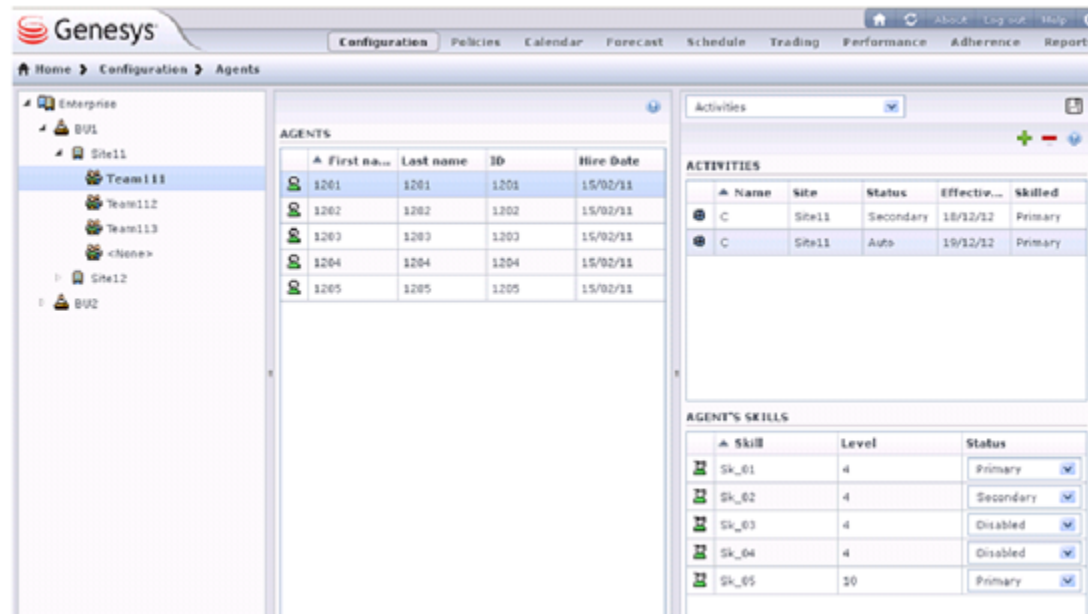 Genesys
About Log out Help
Configuration Policies Calendar Forecast Schedule Trading Performance Adherence Report
Home > Configuration > Agents
Enterprise
BU1
Site11
Team111
Team112
Team113
<None>
Site12
BU2
AGENTS
First na... Last name ID Hire Date
1201 1201 1201 15/02/11
1202 1202 1202 15/02/11
1203 1203 1203 15/02/11
1204 1204 1204 15/02/11
1205 1205 1205 15/02/11
Activities
ACTIVITIES
Name Site Status Effectiv... Skilled
C Site11 Secondary 18/12/12 Primary
C Site11 Auto 19/12/12 Primary
AGENT'S SKILLS
Skill Level Status
Sk_01 4 Primary
Sk_02 4 Secondary
Sk_03 4 Disabled
Sk_04 4 Disabled
Sk_05 10 Primary